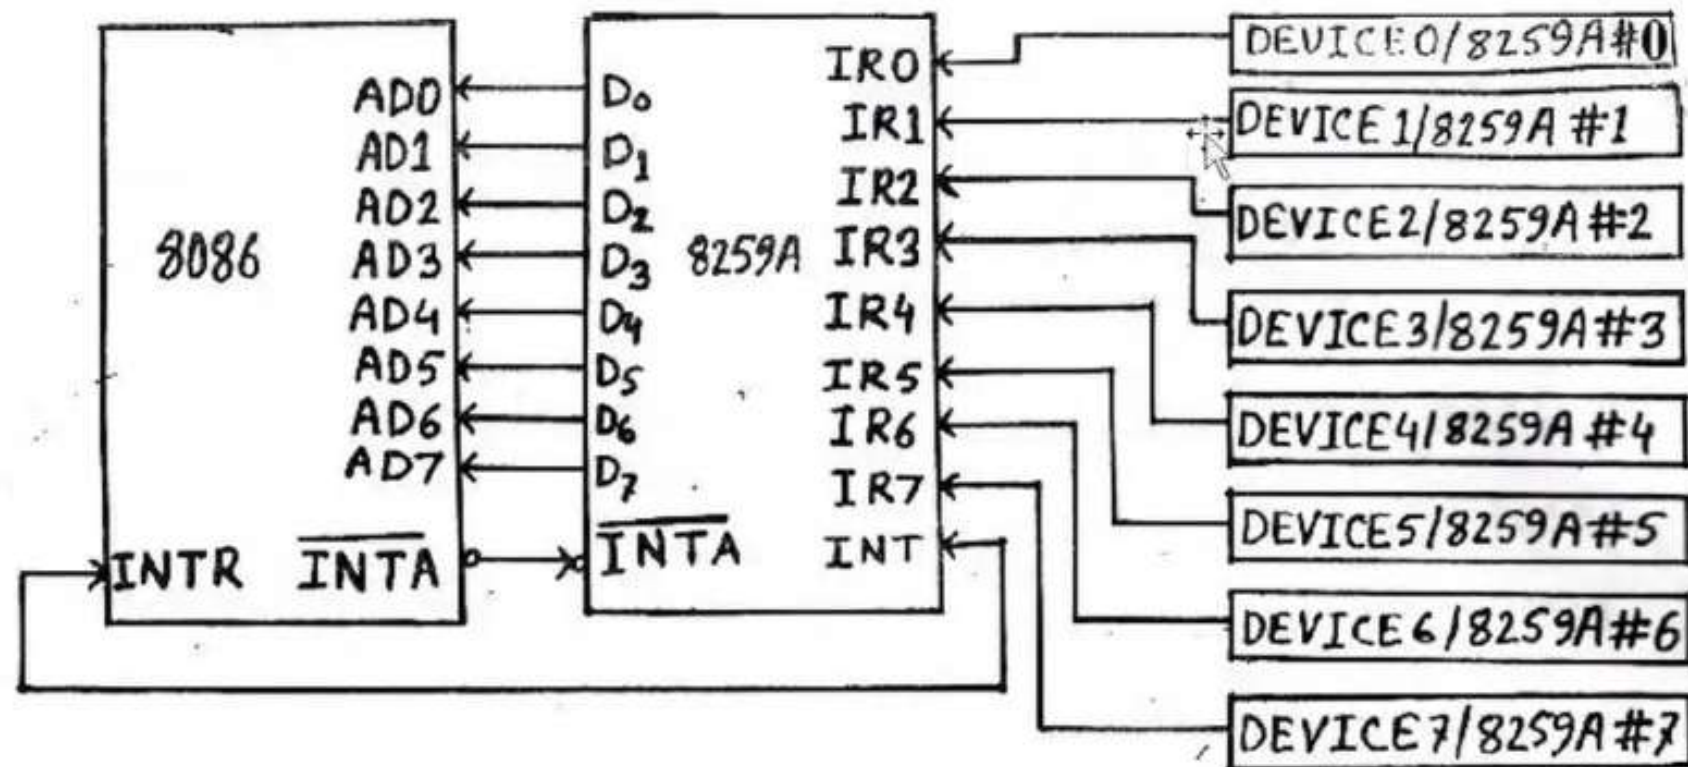 8086
AD0
AD1
AD2
AD3
AD4
AD5
AD6
AD7
INTR
INTA
8259A
D0
D1
D2
D3
D4
D5
D6
D7
INTA
IR0
IR1
IR2
IR3
IR4
IR5
IR6
IR7
INT
DEVICE0/8259A#0
DEVICE1/8259A #1
DEVICE2/8259A #2
DEVICE3/8259A#3
DEVICE4/8259A #4
DEVICE5/8259A#5
DEVICE6/8259A#6
DEVICE7/8259A#7